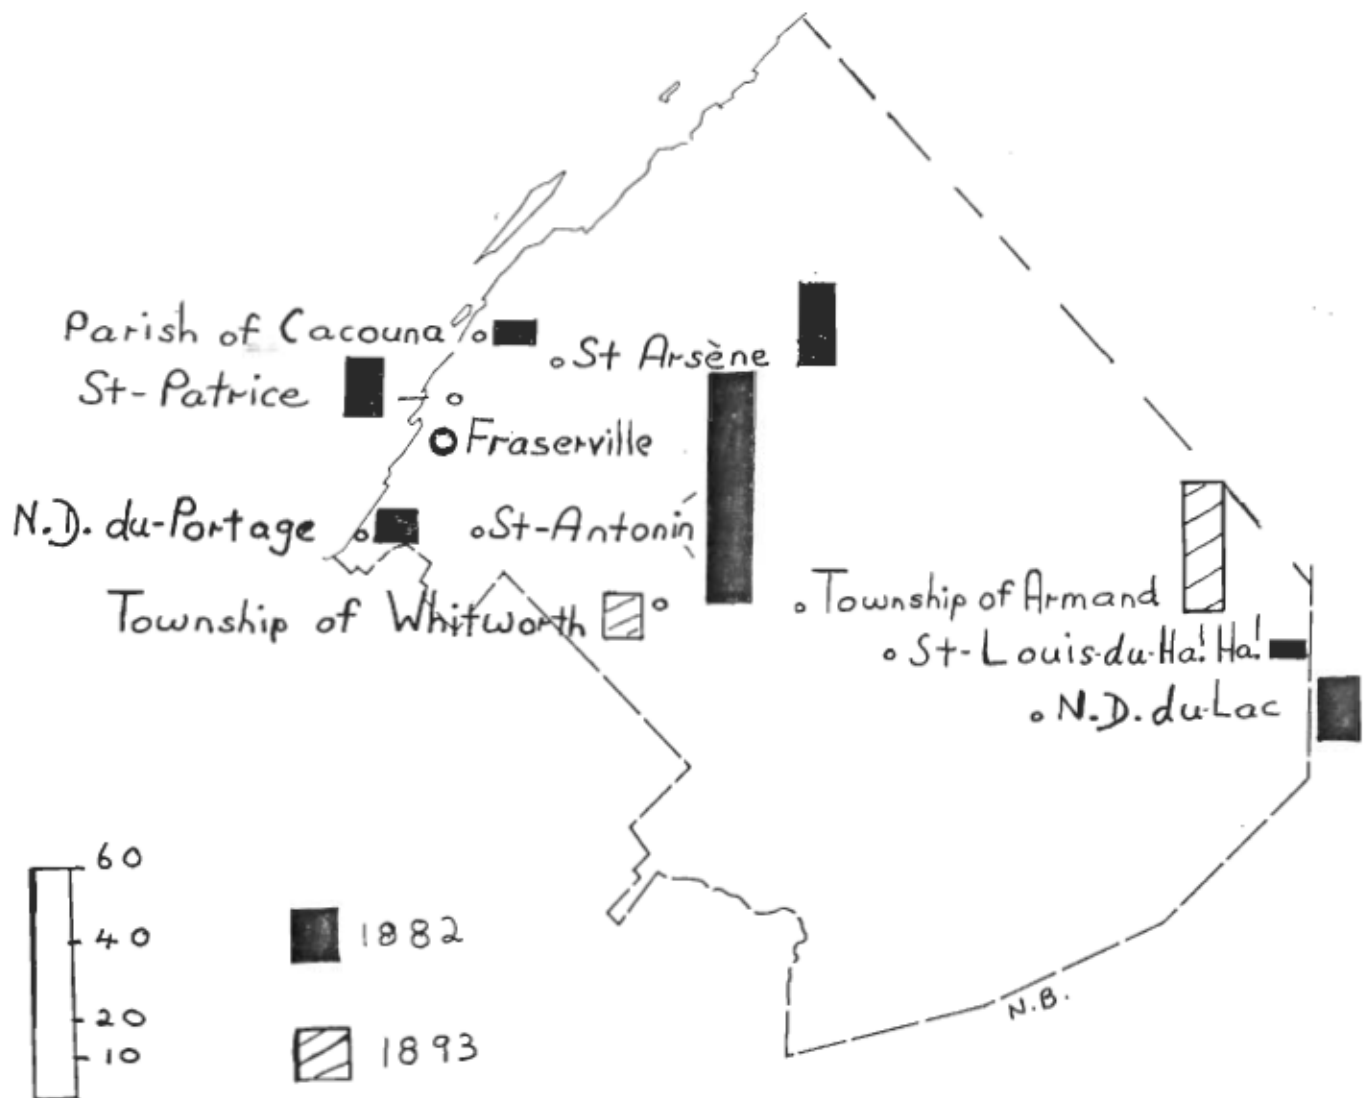 Parish of Cacouna
St Arsène
St-Patrice
Fraserville
N.D. du-Portage
St-Antonin
Township of Whitworth
Township of Armand
St-Louis-du-Ha! Ha!
N.D. du-Lac
60
40
20
10
1882
1893
N.B.